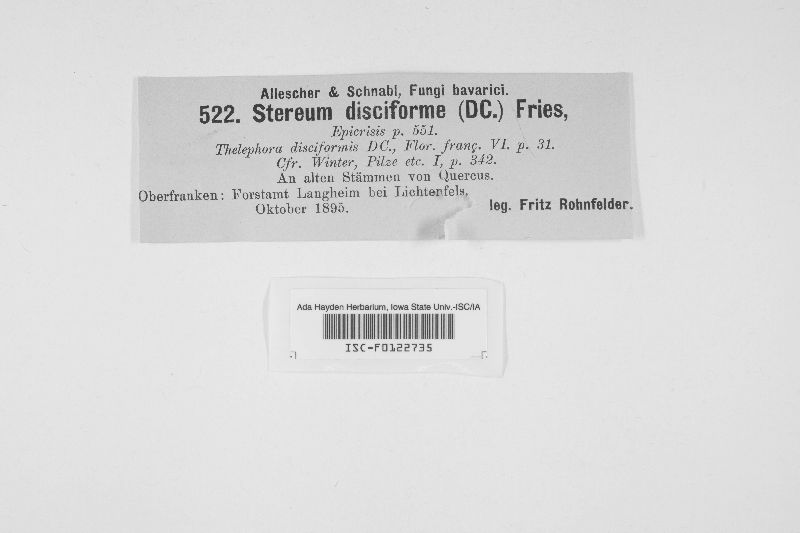 Allescher & Schnabl, Fungi bavarici.
522. Stereum disciforme (DC.) Fries,
Epicrisis p. 551.
Thelephora disciformis DC., Flor. franç. VI. p. 31.
Cfr. Winter, Pilze etc. I, p. 342.
An alten Stämmen von Quercus.
Oberfranken: Forstamt Langheim bei Lichtenfels,
Oktober 1895. leg. Fritz Rohnfelder.
Ada Hayden Herbarium, Iowa State Univ.-ISC/IA
ISC-F0122735